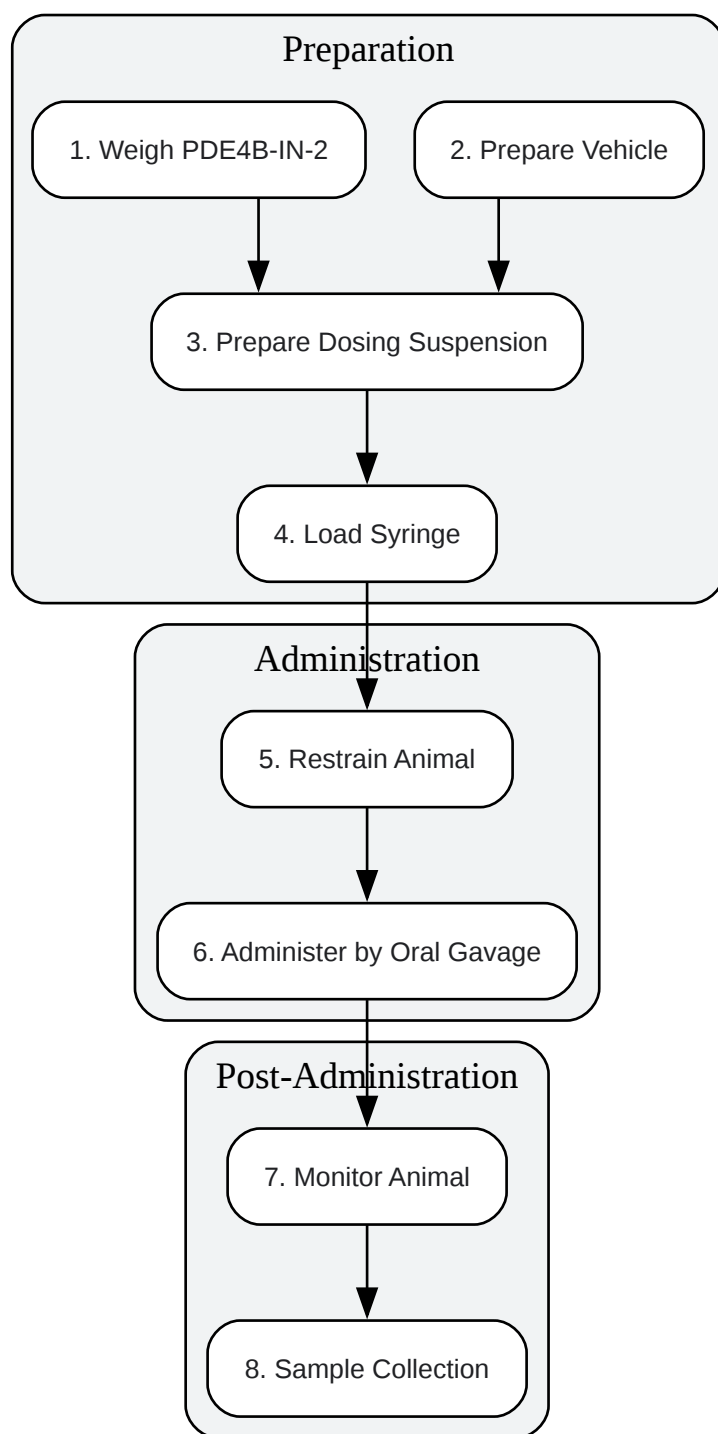 Preparation
1. Weigh PDE4B-IN-2
2. Prepare Vehicle
3. Prepare Dosing Suspension
4. Load Syringe
Administration
5. Restrain Animal
6. Administer by Oral Gavage
Post-Administration
7. Monitor Animal
8. Sample Collection